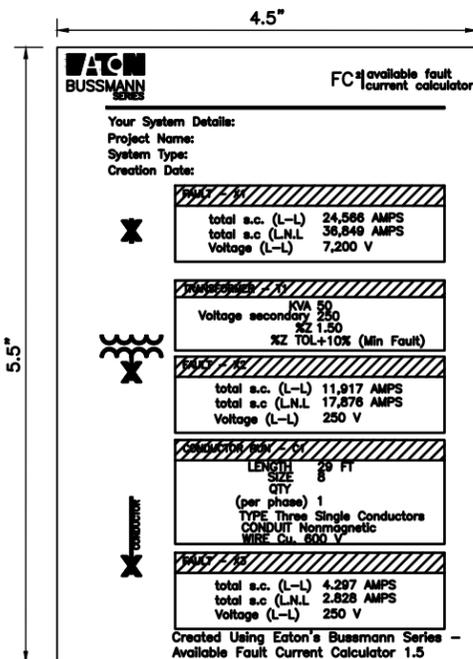 4.5"
5.5"
EATON
BUSSMANN
SERIES
FC² available fault
current calculator
Your System Details:
Project Name:
System Type:
Creation Date:
FAULT - X1
total s.c. (L-L) 24,566 AMPS
total s.c (L.N.L 36,849 AMPS
Voltage (L-L) 7,200 V
TRANSFORMER - T1
KVA 50
Voltage secondary 250
%Z 1.50
%Z TOL+10% (Min Fault)
FAULT - X2
total s.c. (L-L) 11,917 AMPS
total s.c (L.N.L 17,876 AMPS
Voltage (L-L) 250 V
CONDUCTOR RUN - C1
LENGTH 29 FT
SIZE 8
QTY
(per phase) 1
TYPE Three Single Conductors
CONDUIT Nonmagnetic
WIRE Cu. 600 V
CONDUCTOR
FAULT - X3
total s.c. (L-L) 4.297 AMPS
total s.c (L.N.L 2.828 AMPS
Voltage (L-L) 250 V
Created Using Eaton's Bussmann Series -
Available Fault Current Calculator 1.5